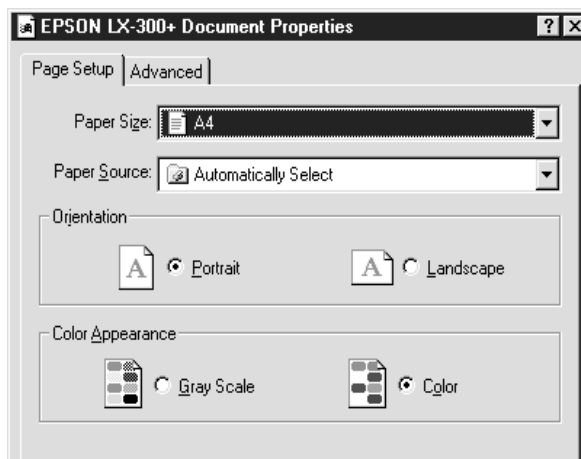 EPSON LX-300+ Document Properties
Page Setup Advanced
Paper Size: A4
Paper Source: Automatically Select
Orientation
A Portrait A Landscape
Color Appearance
Gray Scale Color